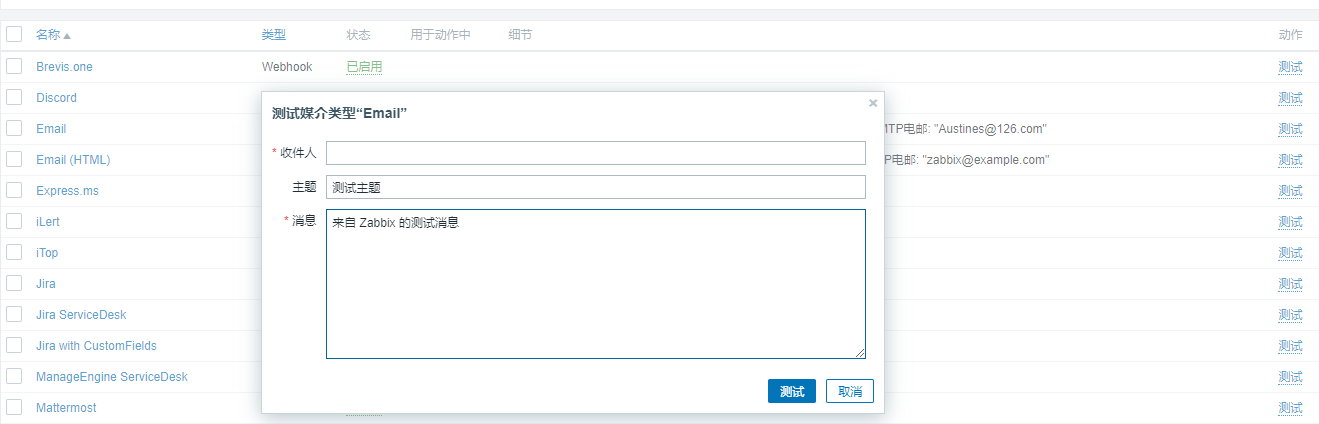 名称 类型 状态 用于动作中 细节 动作
Brevis.one Webhook 已启用 测试
Discord 测试
测试媒介类型“Email”
Email MTP电邮: "Austines@126.com" 测试
* 收件人
Email (HTML) P电邮: "zabbix@example.com" 测试
主题 测试主题
Express.ms 测试
* 消息 来自 Zabbix 的测试消息
iLert 测试
iTop 测试
Jira 测试
Jira ServiceDesk 测试
Jira with CustomFields 测试
ManageEngine ServiceDesk 测试
测试 取消
Mattermost 测试